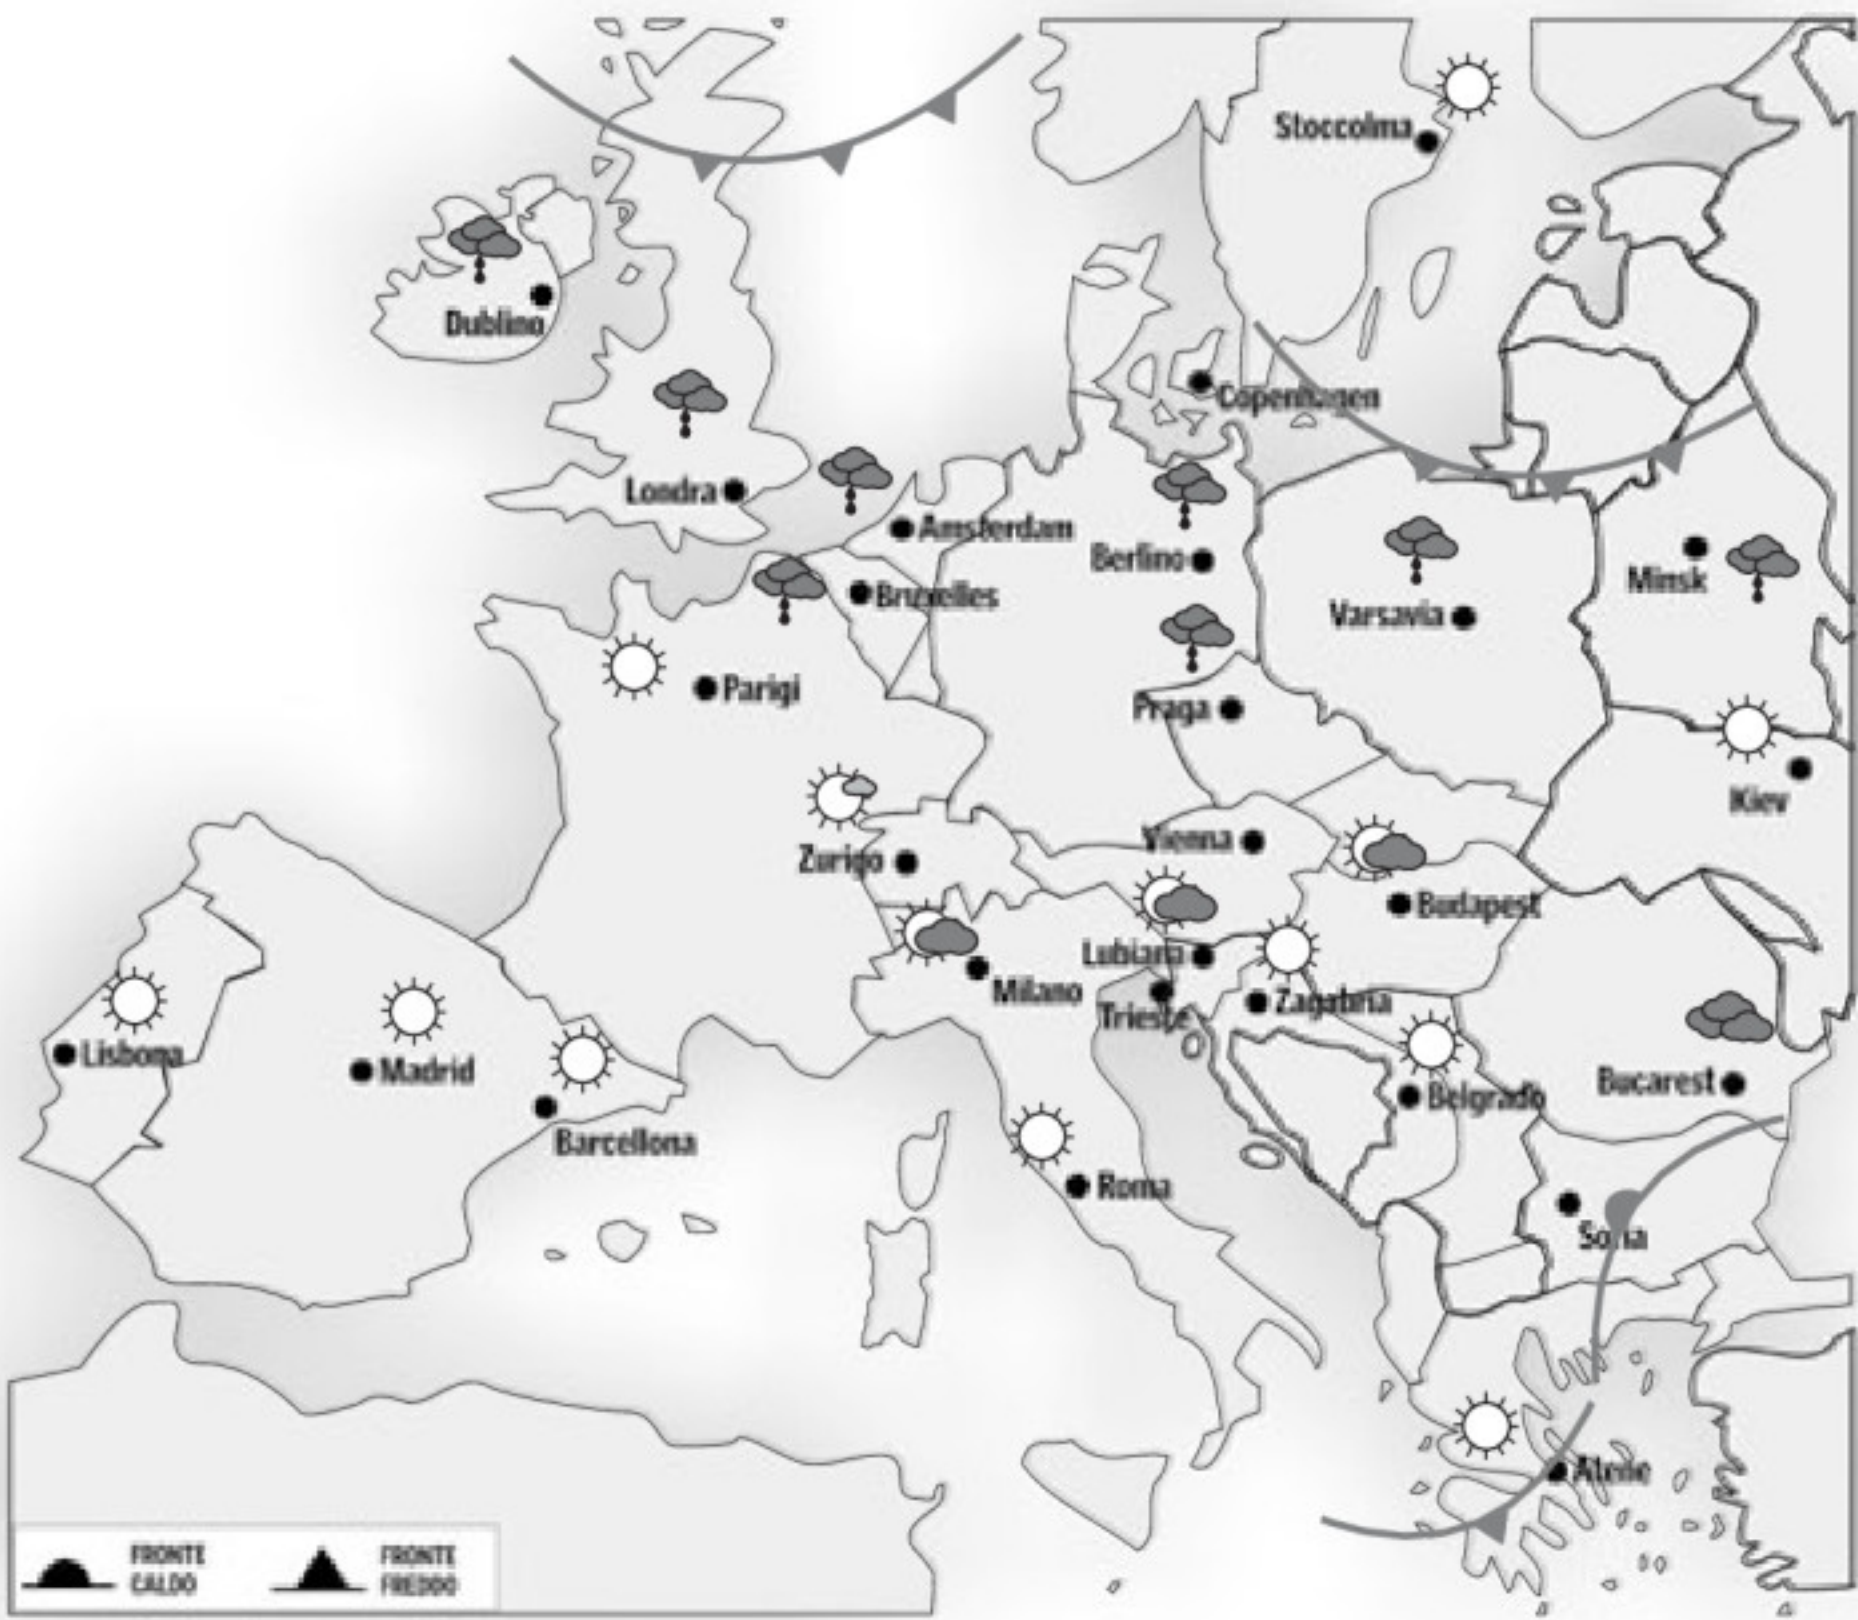 Stoccolma
Dublino
Copenhagen
Londra
Amsterdam
Berlino
Minsk
Bruxelles
Varsavia
Parigi
Praga
Kiev
Vienna
Zurigo
Budapest
Lubiana
Milano
Zagabria
Trieste
Lisbona
Madrid
Bucarest
Belgrado
Barcellona
Roma
Sofia
Atene
FRONTE
CALDO
FRONTE
FREDDO